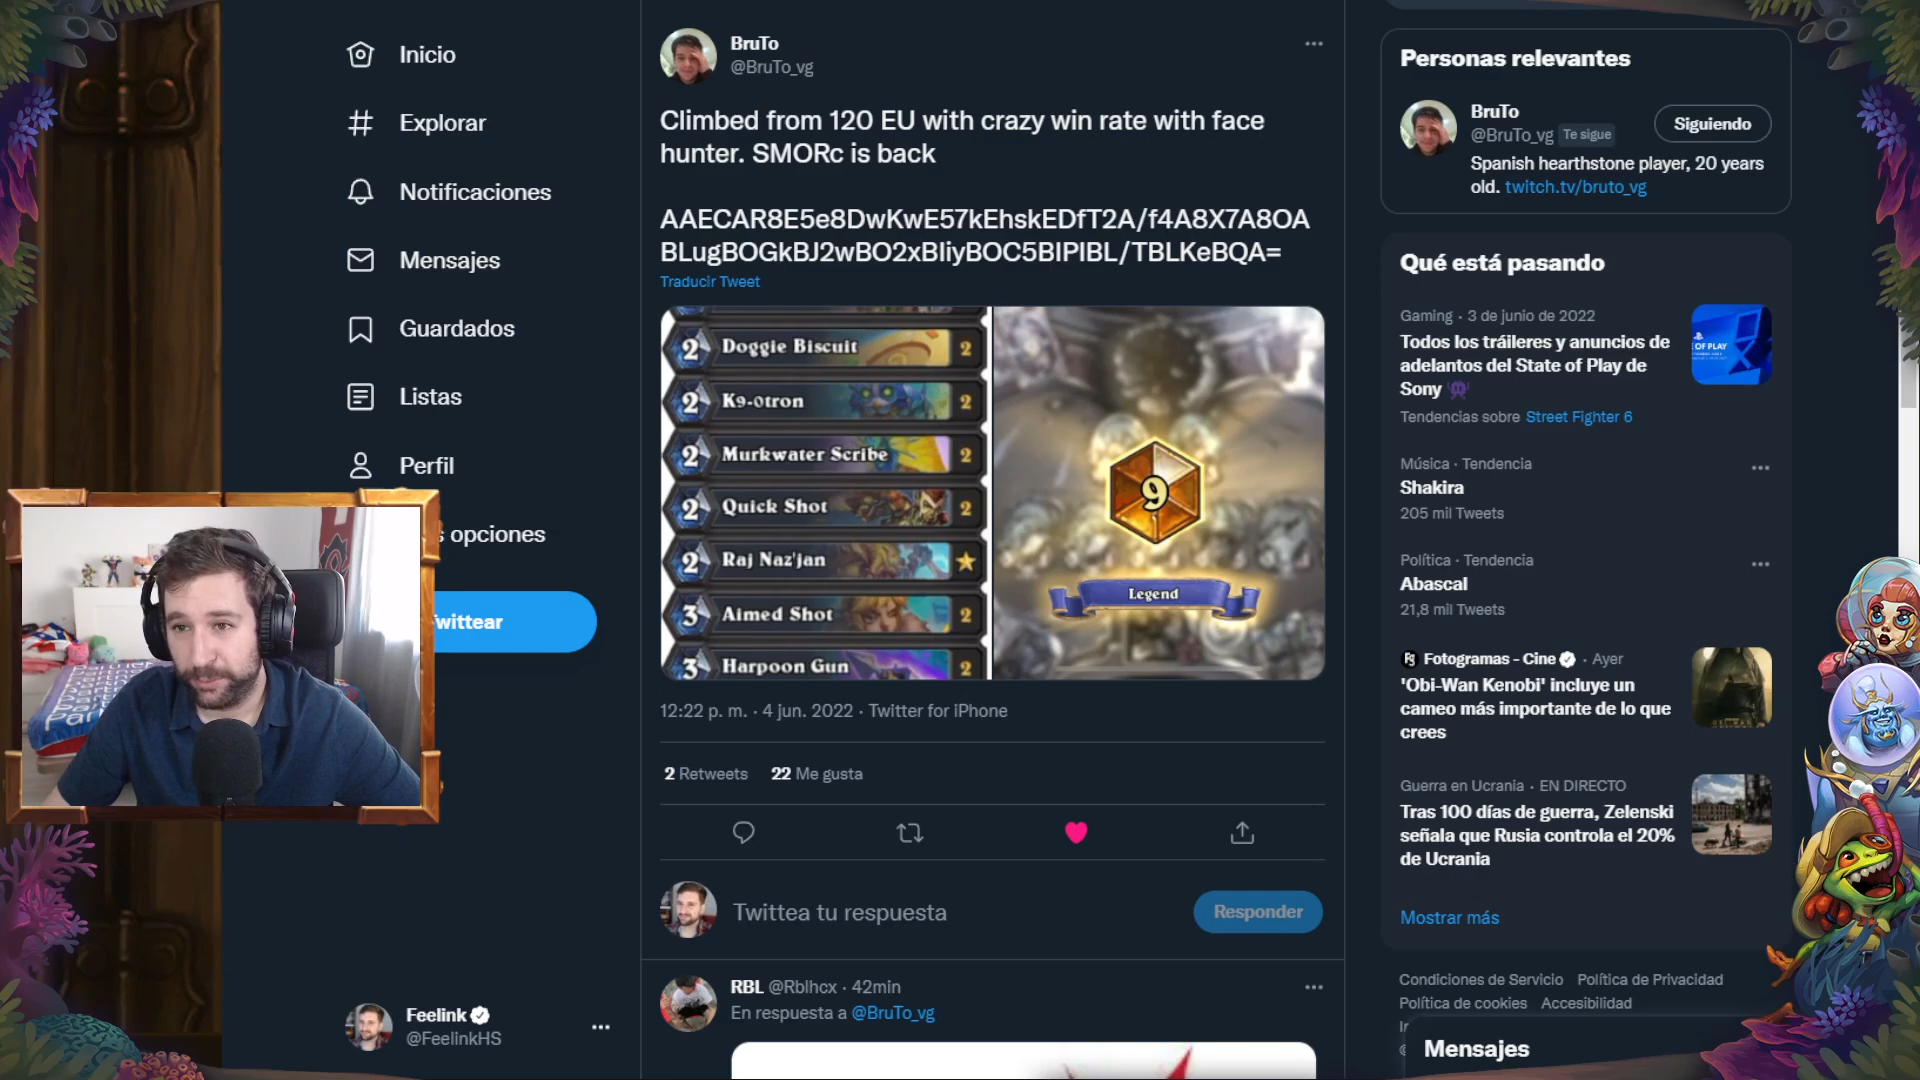 Inicio
Explorar
Notificaciones
Mensajes
Guardados
Listas
Perfil
s opciones
wittear
Feelink
@FeelinkHS
BruTo
@BruTo_vg
Climbed from 120 EU with crazy win rate with face
hunter. SMORc is back
AAECAR8E5e8DwKwE57kEhskEDfT2A/f4A8X7A8OA
BLugBOGkBJ2wBO2xBIiyBOC5BIPIBL/TBLKeBQA=
Traducir Tweet
2 Doggie Biscuit 2
2 K9-0tron 2
2 Murkwater Scribe 2
2 Quick Shot 2
2 Raj Naz'jan
3 Aimed Shot 2
3 Harpoon Gun 2
9
Legend
12:22 p. m. · 4 jun. 2022 · Twitter for iPhone
2 Retweets 22 Me gusta
Twittea tu respuesta
Responder
RBL @Rblhcx · 42min
En respuesta a @BruTo_vg
Personas relevantes
BruTo
@BruTo_vg Te sigue
Siguiendo
Spanish hearthstone player, 20 years
old. twitch.tv/bruto_vg
Qué está pasando
Gaming · 3 de junio de 2022
Todos los tráileres y anuncios de
adelantos del State of Play de
Sony
OF PLAY
Tendencias sobre Street Fighter 6
Música · Tendencia
Shakira
205 mil Tweets
Política · Tendencia
Abascal
21,8 mil Tweets
Fotogramas - Cine · Ayer
'Obi-Wan Kenobi' incluye un
cameo más importante de lo que
crees
Guerra en Ucrania · EN DIRECTO
Tras 100 días de guerra, Zelenski
señala que Rusia controla el 20%
de Ucrania
Mostrar más
Condiciones de Servicio Política de Privacidad
Política de cookies Accesibilidad
Mensajes